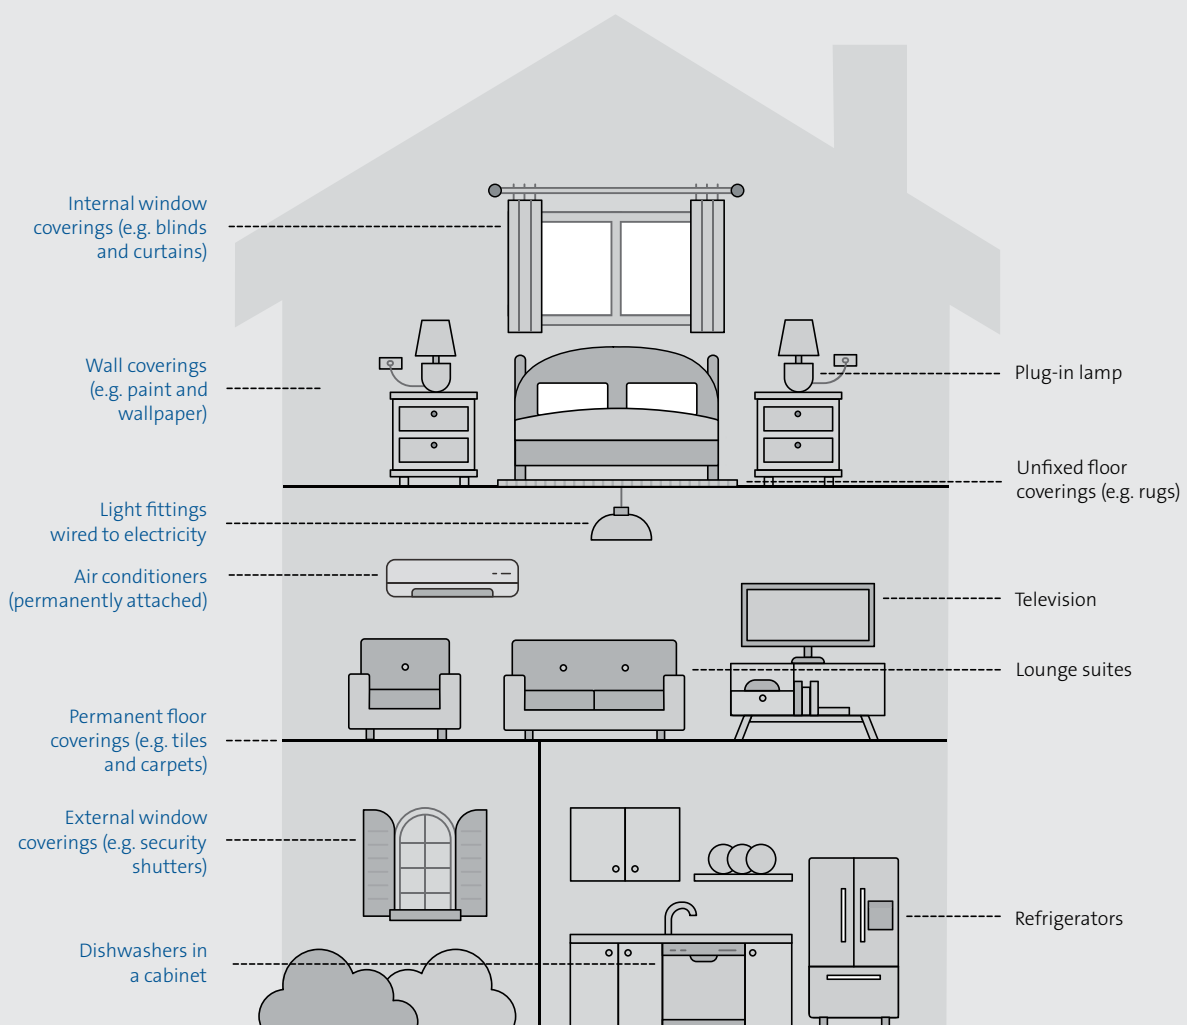 Internal window
coverings (e.g. blinds
and curtains)
Wall coverings
(e.g. paint and
wallpaper)
Plug-in lamp
Unfixed floor
coverings (e.g. rugs)
Light fittings
wired to electricity
Air conditioners
(permanently attached)
Television
Lounge suites
Permanent floor
coverings (e.g. tiles
and carpets)
External window
coverings (e.g. security
shutters)
Refrigerators
Dishwashers in
a cabinet